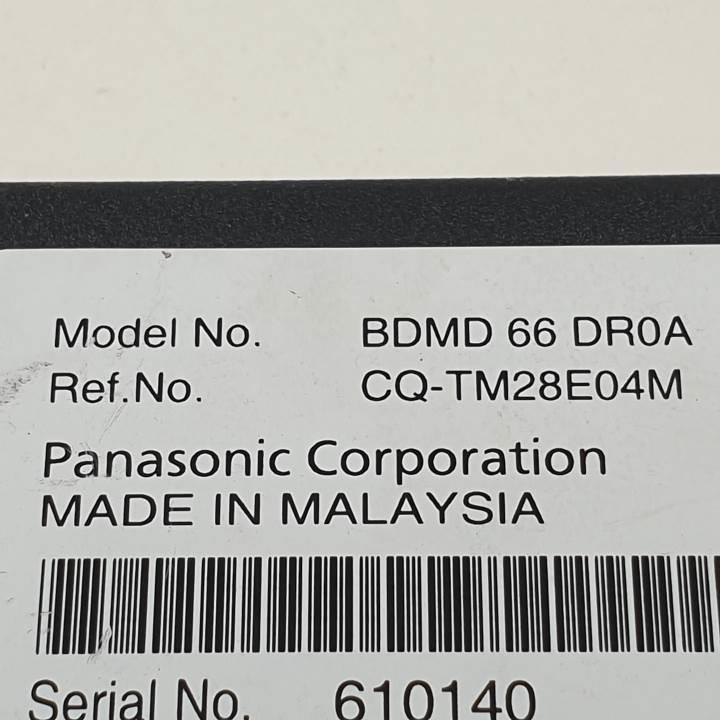 Model No. BDMD 66 DR0A
Ref.No. CQ-TM28E04M
Panasonic Corporation
MADE IN MALAYSIA
Serial No. 610140